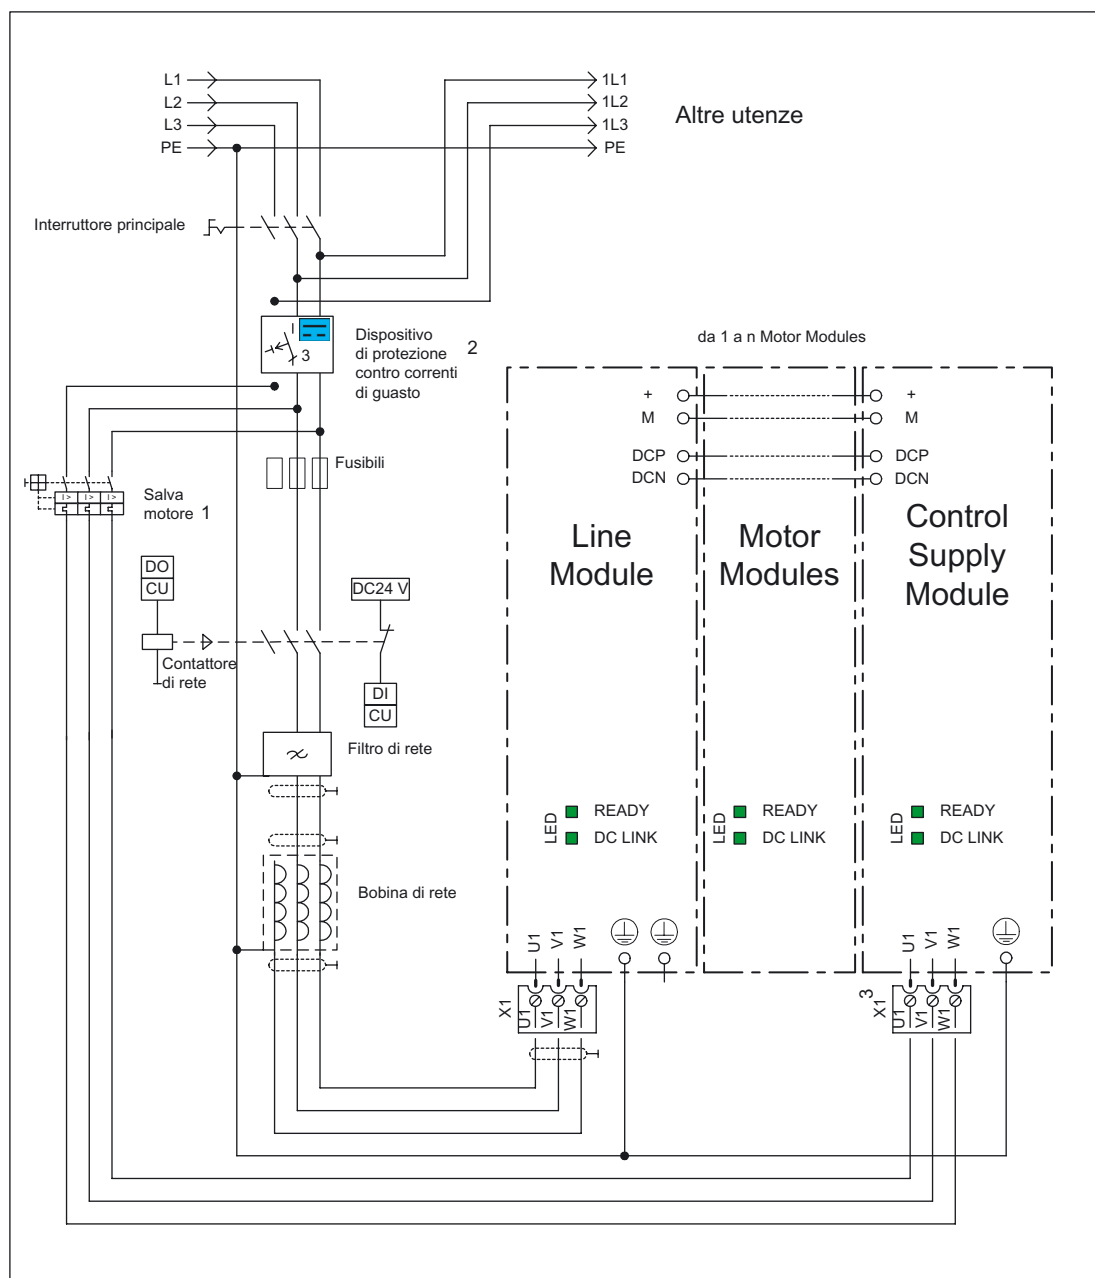 L1 1L1
L2 1L2
L3 1L3
PE PE
Altre utenze
Interruttore principale
I
3
Dispositivo
di protezione
contro correnti
di guasto
2
da 1 a n Motor Modules
+ +
M M
DCP DCP
DCN DCN
Fusibili
I> I> I>
Salva
motore 1
Line
Module
Motor
Modules
Control
Supply
Module
DO
CU
DC24 V
Contattore
di rete
DI
CU
Filtro di rete
LED
READY
DC LINK
LED
READY
DC LINK
LED
READY
DC LINK
Bobina di rete
U1 V1 W1
U1 V1 W1
X1
U1 V1 W1
3
X1
U1 V1 W1